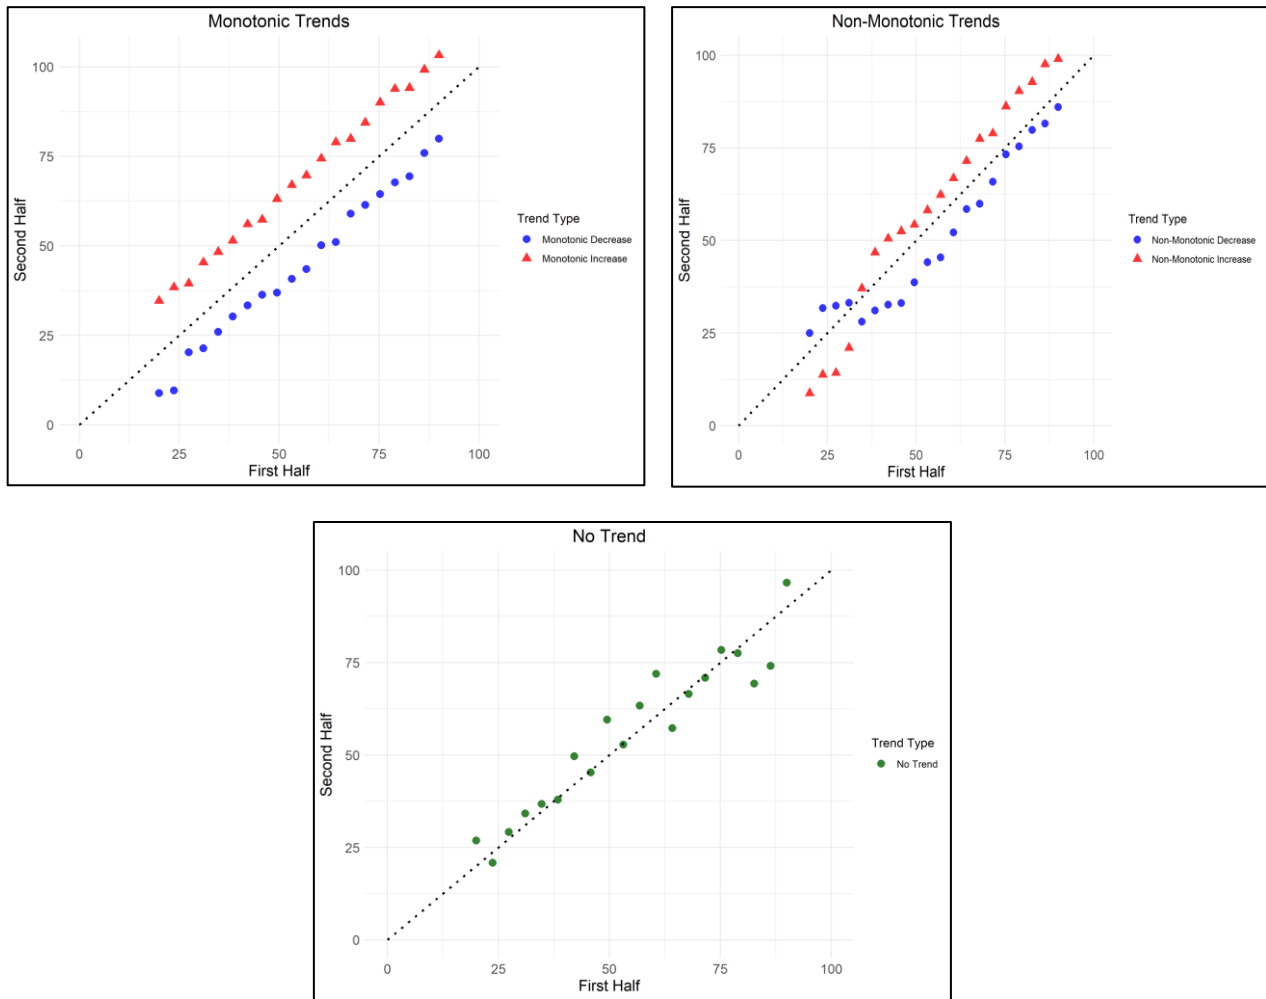 Monotonic Trends
100
75
50
25
0
Second Half
0 25 50 75 100
First Half
Trend Type
Monotonic Decrease
Monotonic Increase
Non-Monotonic Trends
100
75
50
25
0
Second Half
0 25 50 75 100
First Half
Trend Type
Non-Monotonic Decrease
Non-Monotonic Increase
No Trend
100
75
50
25
0
Second Half
0 25 50 75 100
First Half
Trend Type
No Trend